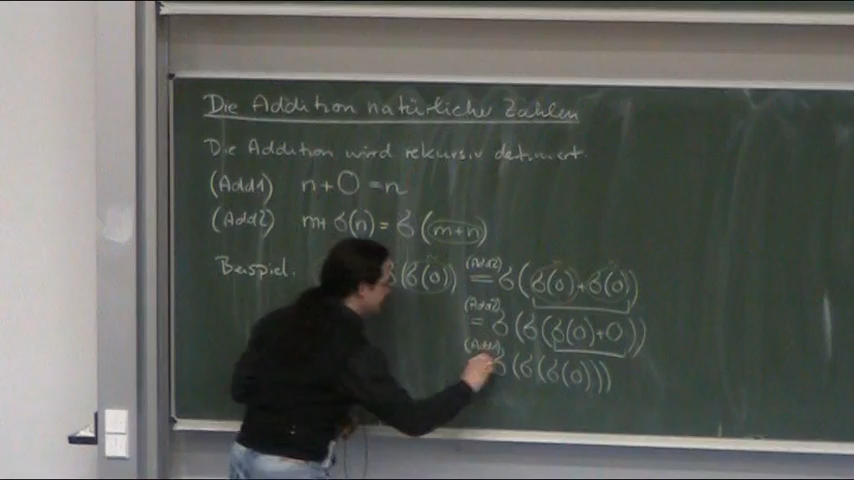 Die Addition natürlicher Zahlen
Die Addition wird rekursiv definiert.
(Add1) n+0 = n
(Add2) m+σ(n) = σ(m+n)
Beispiel. (σ(0)) (Add2) = σ(σ(0)+σ(0))
(Add2) = σ(σ(σ(0)+0))
(Add1) σ(σ(σ(0)))